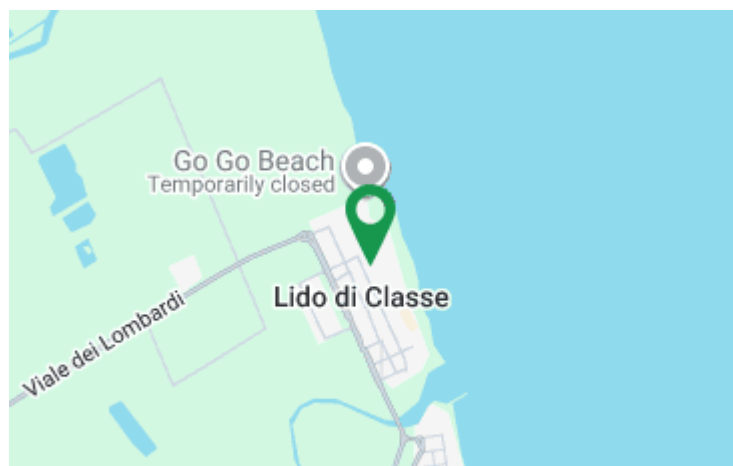 Go Go Beach
Temporarily closed
Lido di Classe
Viale dei Lombardi